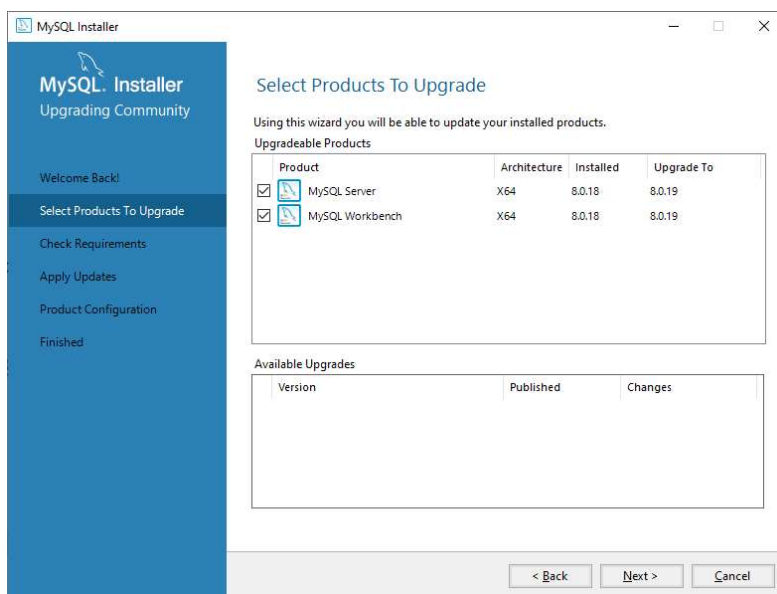 MySQL Installer
MySQL. Installer
Upgrading Community
Welcome Back!
Select Products To Upgrade
Check Requirements
Apply Updates
Product Configuration
Finished
Select Products To Upgrade
Using this wizard you will be able to update your installed products.
Upgradeable Products
Product Architecture Installed Upgrade To
MySQL Server X64 8.0.18 8.0.19
MySQL Workbench X64 8.0.18 8.0.19
Available Upgrades
Version Published Changes
< Back Next > Cancel